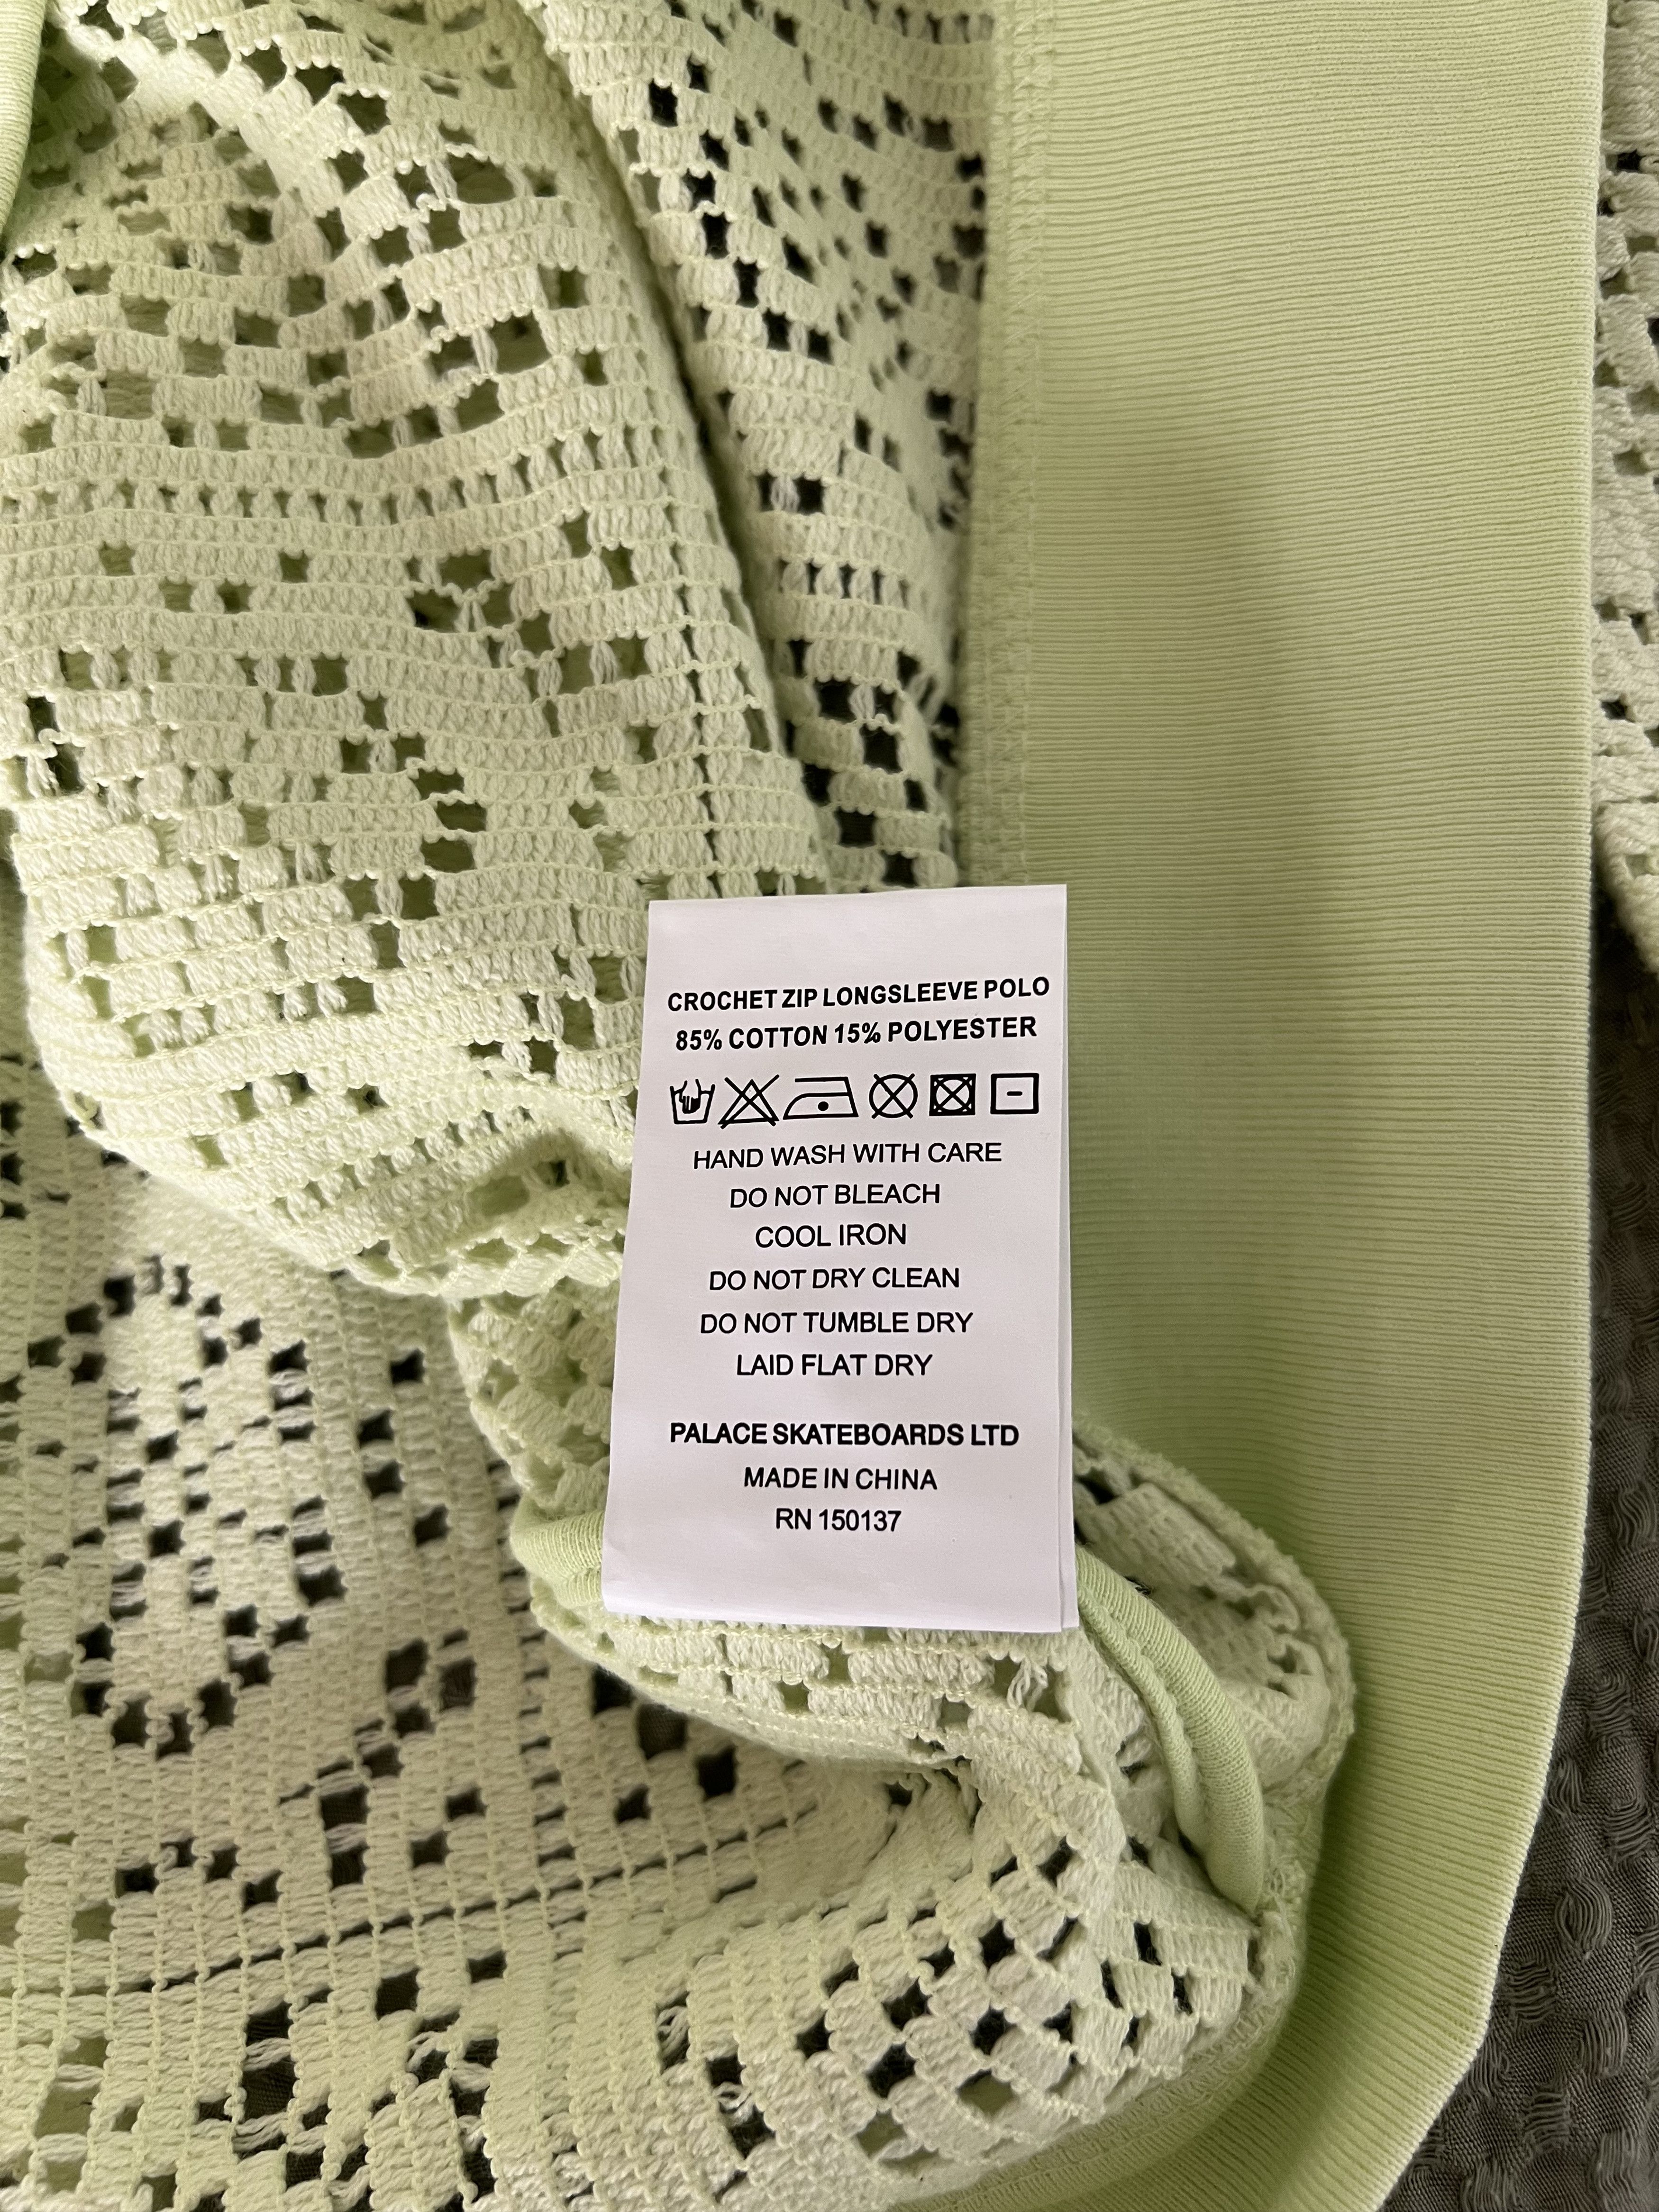 CROCHET ZIP LONGSLEEVE POLO
85% COTTON 15% POLYESTER
HAND WASH WITH CARE
DO NOT BLEACH
COOL IRON
DO NOT DRY CLEAN
DO NOT TUMBLE DRY
LAID FLAT DRY
PALACE SKATEBOARDS LTD
MADE IN CHINA
RN 150137